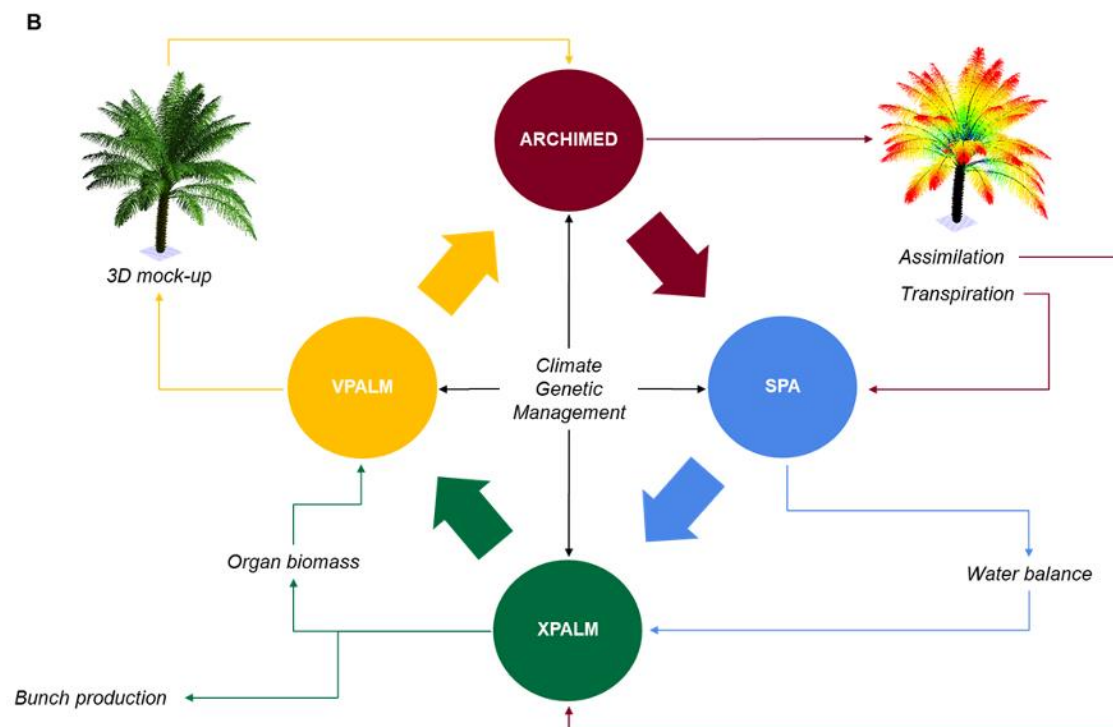 B
ARCHIMED
3D mock-up
Assimilation
Transpiration
VPALM
Climate
Genetic
Management
SPA
Organ biomass
Water balance
XPALM
Bunch production